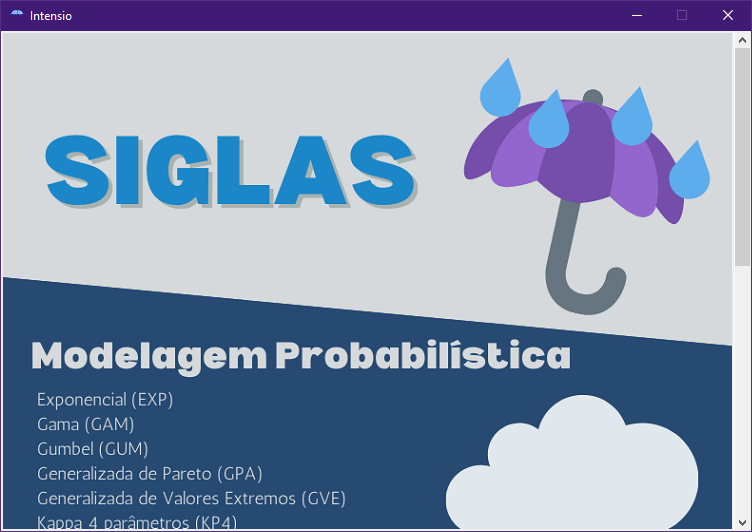 Intensio
SIGLAS
Modelagem Probabilística
Exponencial (EXP)
Gama (GAM)
Gumbel (GUM)
Generalizada de Pareto (GPA)
Generalizada de Valores Extremos (GVE)
Kappa 4 parâmetros (KP4)